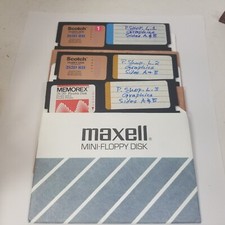 Scotch
P. Shop L-1
Graphics
Sides A & B
Scotch
P. Shop L-2
Graphics
Sides A & B
MEMOREX
P. Shop L-3
Graphics
Sides A & B
maxell
MINI-FLOPPY DISK